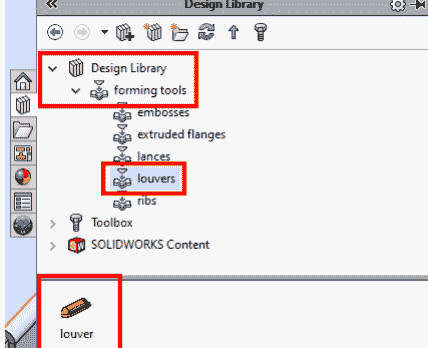 Design Library
Design Library
forming tools
embosses
extruded flanges
lances
louvers
ribs
Toolbox
SOLIDWORKS Content
louver